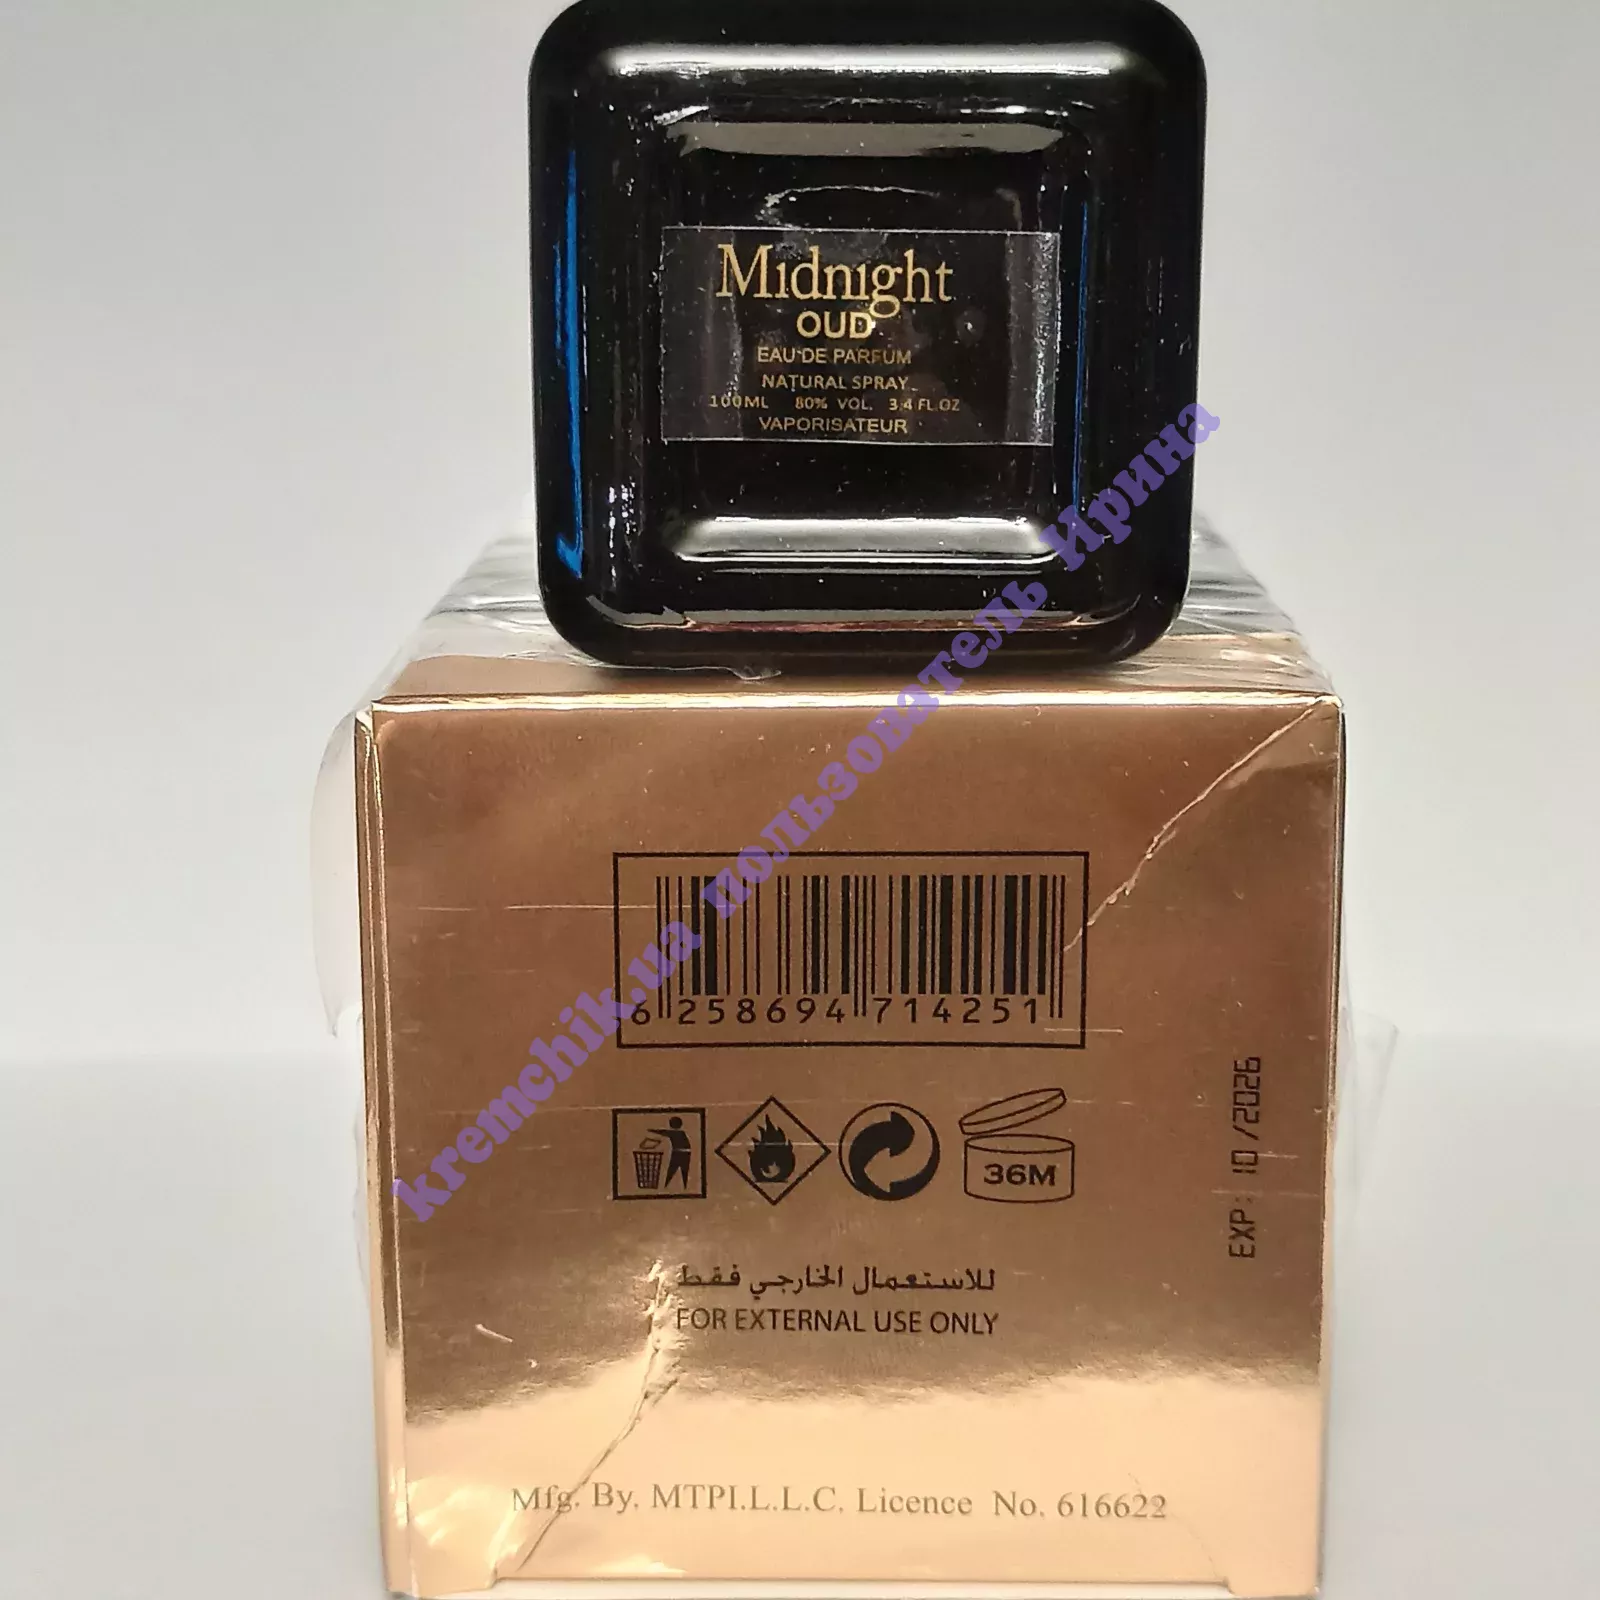 Midnight
OUD
EAU DE PARFUM
NATURAL SPRAY
100ML 80% VOL. 3,4 FL.OZ
VAPORISATEUR
kremchik.ua пользователь Ирина
6 258694 714251
36M
EXP: 10/2026
للاستعمال الخارجي فقط
FOR EXTERNAL USE ONLY
Mfg. By. MTPI.L.L.C. Licence No. 616622